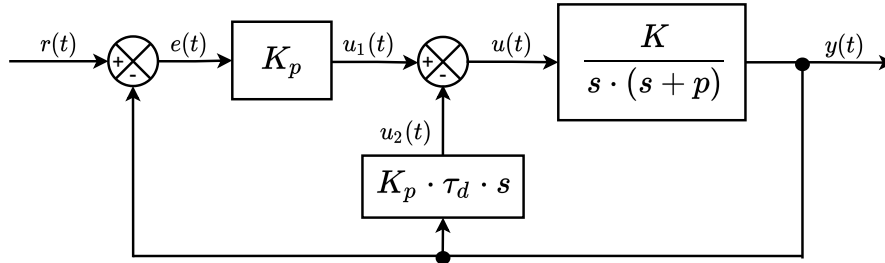 r(t)
+
-
e(t)
K_p
u_1(t)
+
-
u(t)
K
s · (s + p)
y(t)
u_2(t)
K_p · τ_d · s